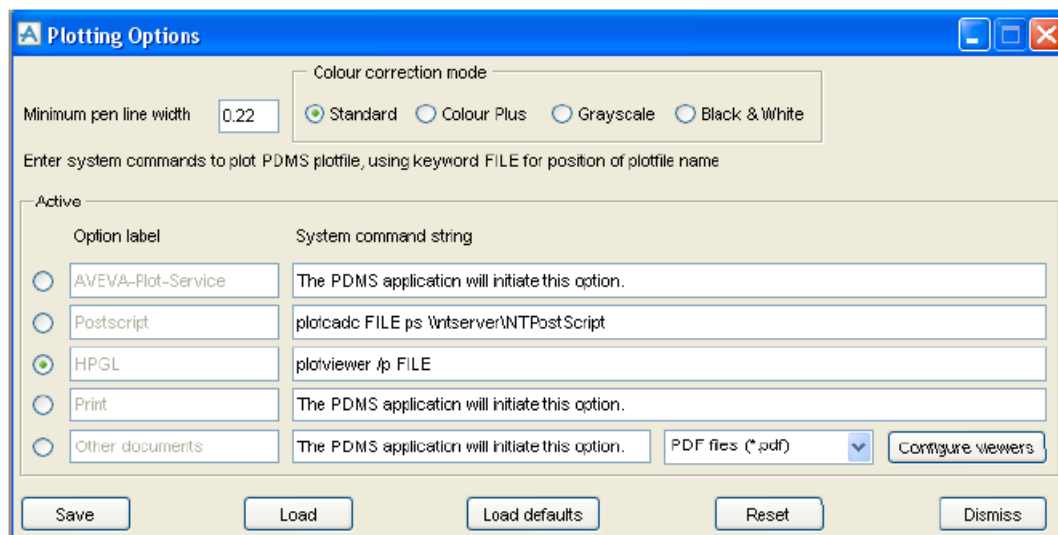 Plotting Options
Colour correction mode
Minimum pen line width 0.22 Standard Colour Plus Grayscale Black & White
Enter system commands to plot PDMS plotfile, using keyword FILE for position of plotfile name
Active
Option label System command string
AVEVA-Plot-Service The PDMS application will initiate this option.
Postscript plotcadc FILE ps \\ntserver\NTPostScript
HPGL plotviewer /p FILE
Print The PDMS application will initiate this option.
Other documents The PDMS application will initiate this option. PDF files (*.pdf) Configure viewers
Save Load Load defaults Reset Dismiss